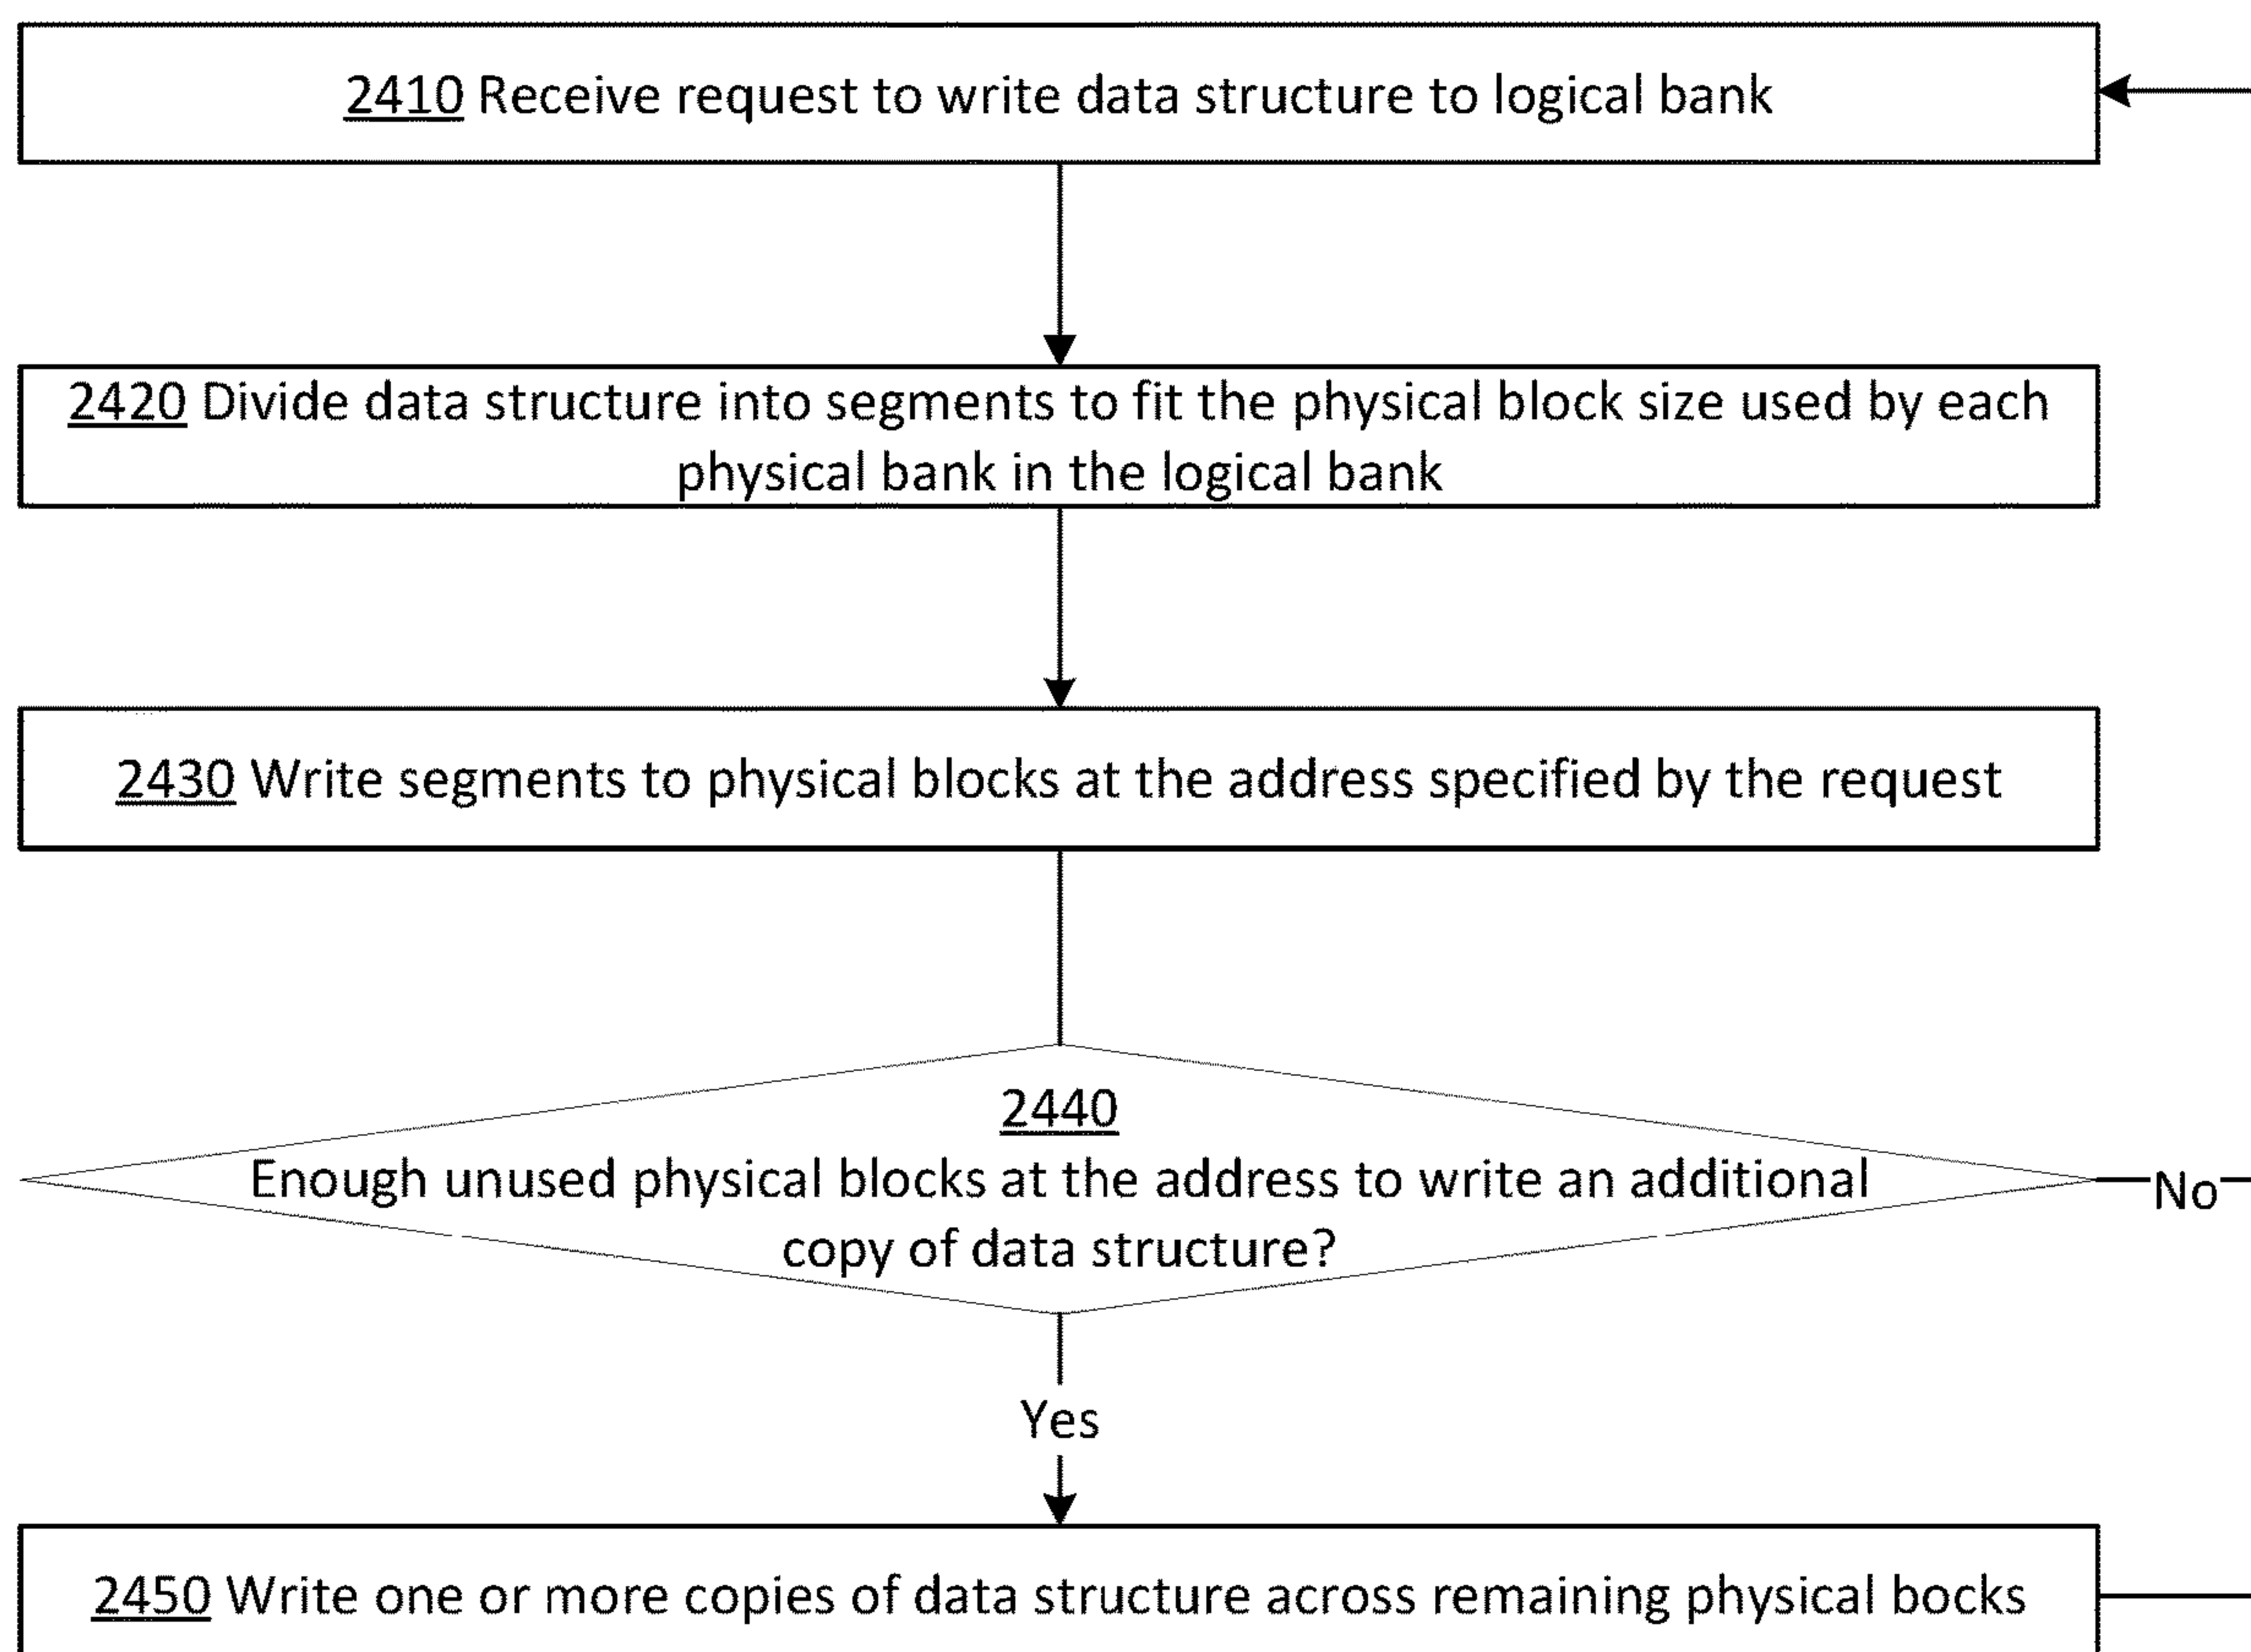 2410 Receive request to write data structure to logical bank
2420 Divide data structure into segments to fit the physical block size used by each
physical bank in the logical bank
2430 Write segments to physical blocks at the address specified by the request
2440
Enough unused physical blocks at the address to write an additional
copy of data structure?
No
Yes
2450 Write one or more copies of data structure across remaining physical bocks